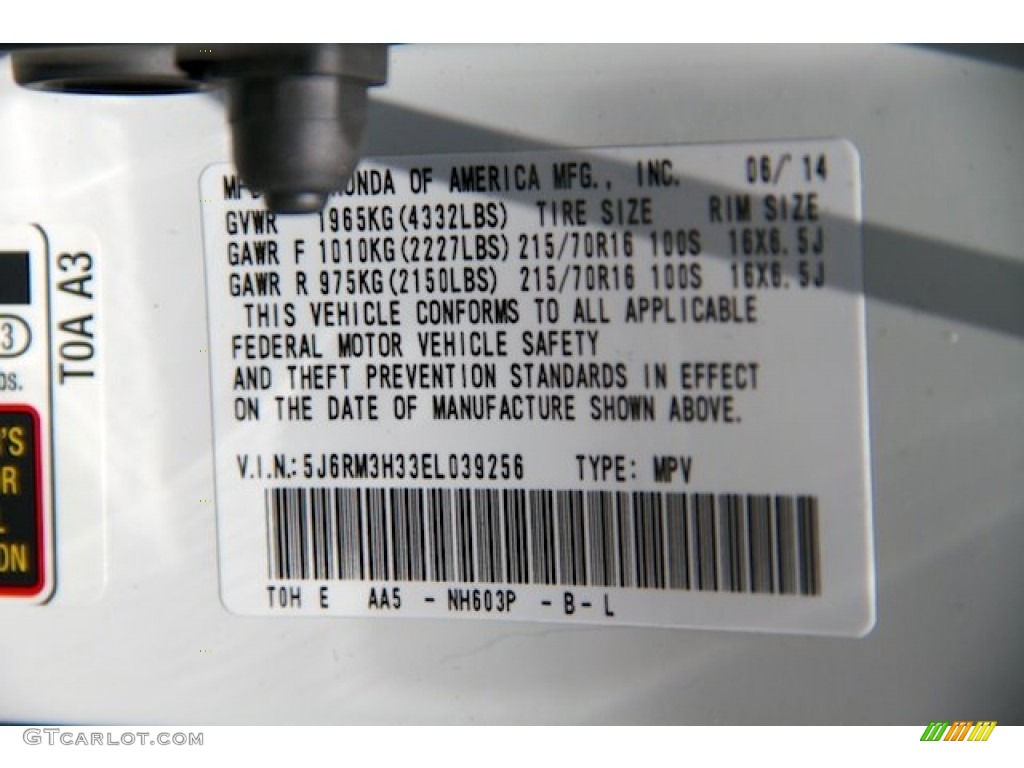 HONDA OF AMERICA MFG., INC. 06/ 14
GVWR 1965KG(4332LBS) TIRE SIZE RIM SIZE
GAWR F 1010KG(2227LBS) 215/70R16 100S 16X6.5J
GAWR R 975KG(2150LBS) 215/70R16 100S 16X6.5J
THIS VEHICLE CONFORMS TO ALL APPLICABLE
FEDERAL MOTOR VEHICLE SAFETY
AND THEFT PREVENTION STANDARDS IN EFFECT
ON THE DATE OF MANUFACTURE SHOWN ABOVE.
V.I.N.: 5J6RM3H33EL039256 TYPE: MPV
T0H E AA5 - NH603P - B - L
T0A A3
3
GTCARLOT.COM